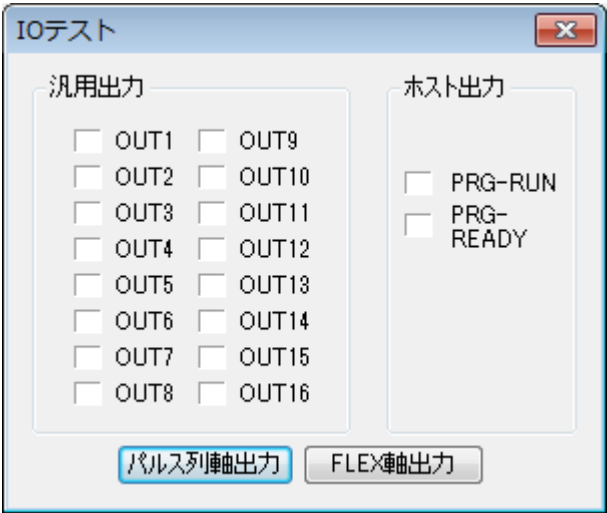 IOテスト
汎用出力
OUT1
OUT2
OUT3
OUT4
OUT5
OUT6
OUT7
OUT8
OUT9
OUT10
OUT11
OUT12
OUT13
OUT14
OUT15
OUT16
ホスト出力
PRG-RUN
PRG-
READY
パルス列軸出力
FLEX軸出力